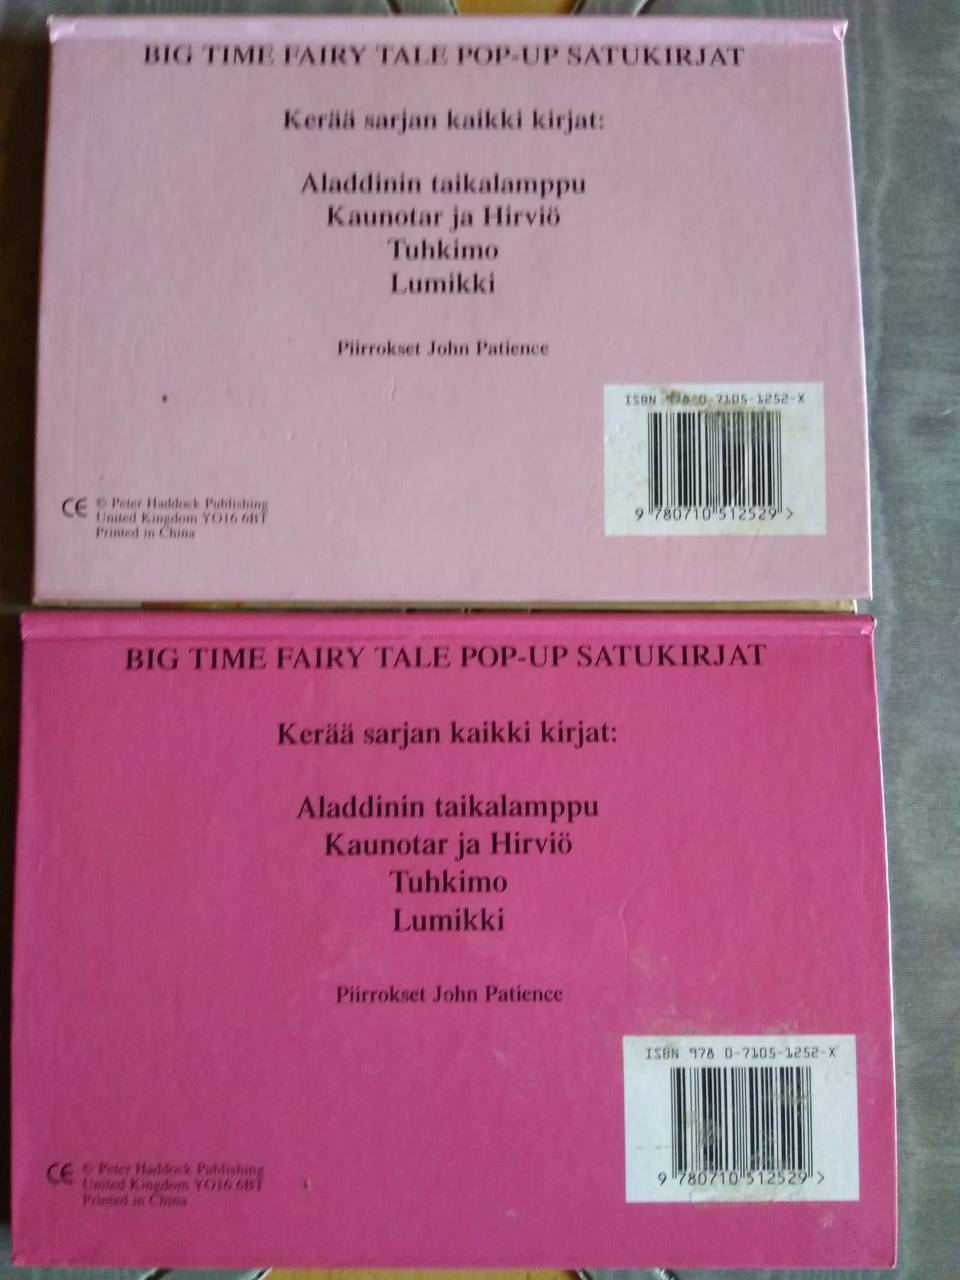 BIG TIME FAIRY TALE POP-UP SATUKIRJAT
Kerää sarjan kaikki kirjat:
Aladdinin taikalamppu
Kaunotar ja Hirviö
Tuhkimo
Lumikki
Piirrokset John Patience
ISBN 978 0-7105-1252-X
9 780710 512529 >
CE © Peter Haddock Publishing
United Kingdom YO16 6BT
Printed in China
BIG TIME FAIRY TALE POP-UP SATUKIRJAT
Kerää sarjan kaikki kirjat:
Aladdinin taikalamppu
Kaunotar ja Hirviö
Tuhkimo
Lumikki
Piirrokset John Patience
ISBN 978 0-7105-1252-X
9 780710 512529 >
CE © Peter Haddock Publishing
United Kingdom YO16 6BT
Printed in China